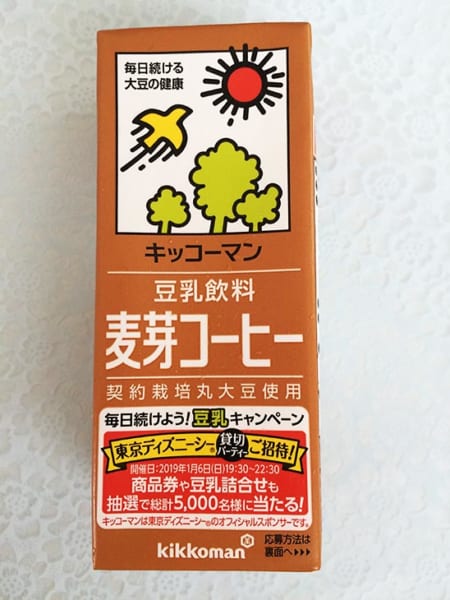 毎日続ける
大豆の健康
キッコーマン
豆乳飲料
麦芽コーヒー
契約栽培丸大豆使用
毎日続けよう!豆乳キャンペーン
東京ディズニーシー®貸切パーティーご招待!
開催日:2019年1月6日(日)19:30~22:30
商品券や豆乳詰合せも
抽選で総計5,000名様に当たる!
キッコーマンは東京ディズニーシー®のオフィシャルスポンサーです。
kikkoman
応募方法は
裏面へ▶▶▶